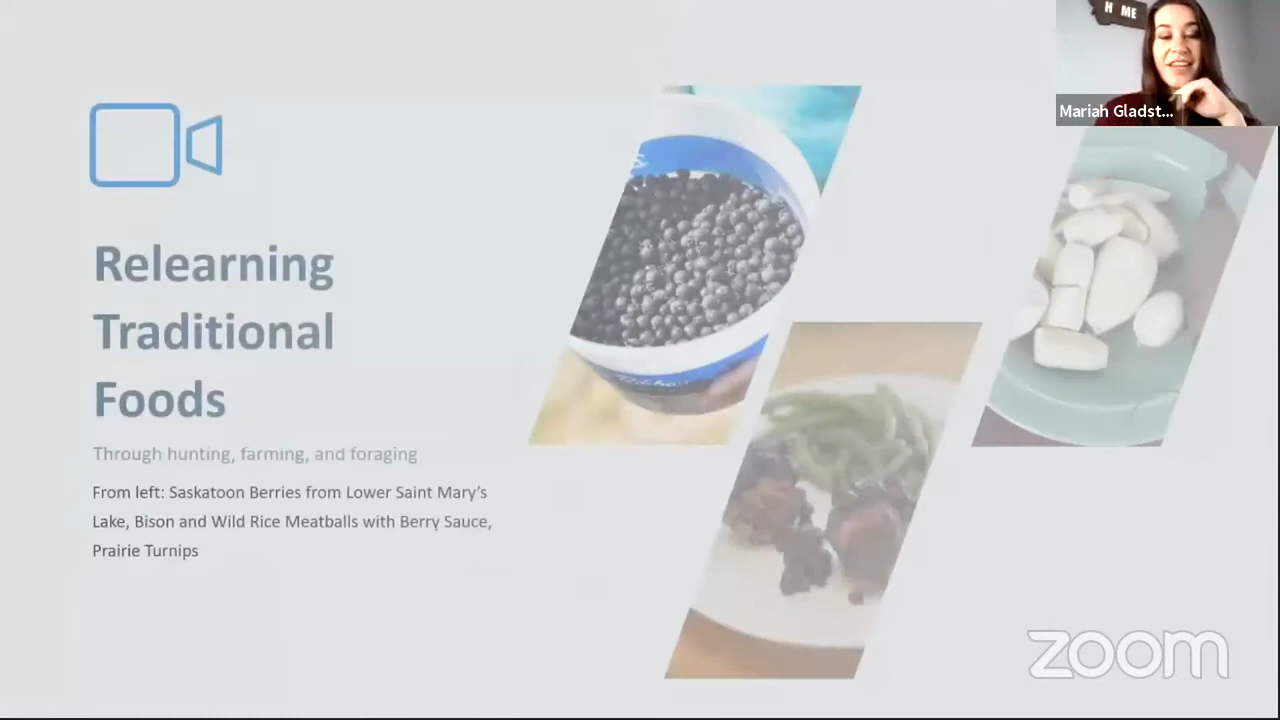 H ME
Mariah Gladst...
Relearning
Traditional
Foods
Through hunting, farming, and foraging
From left: Saskatoon Berries from Lower Saint Mary’s
Lake, Bison and Wild Rice Meatballs with Berry Sauce,
Prairie Turnips
zoom